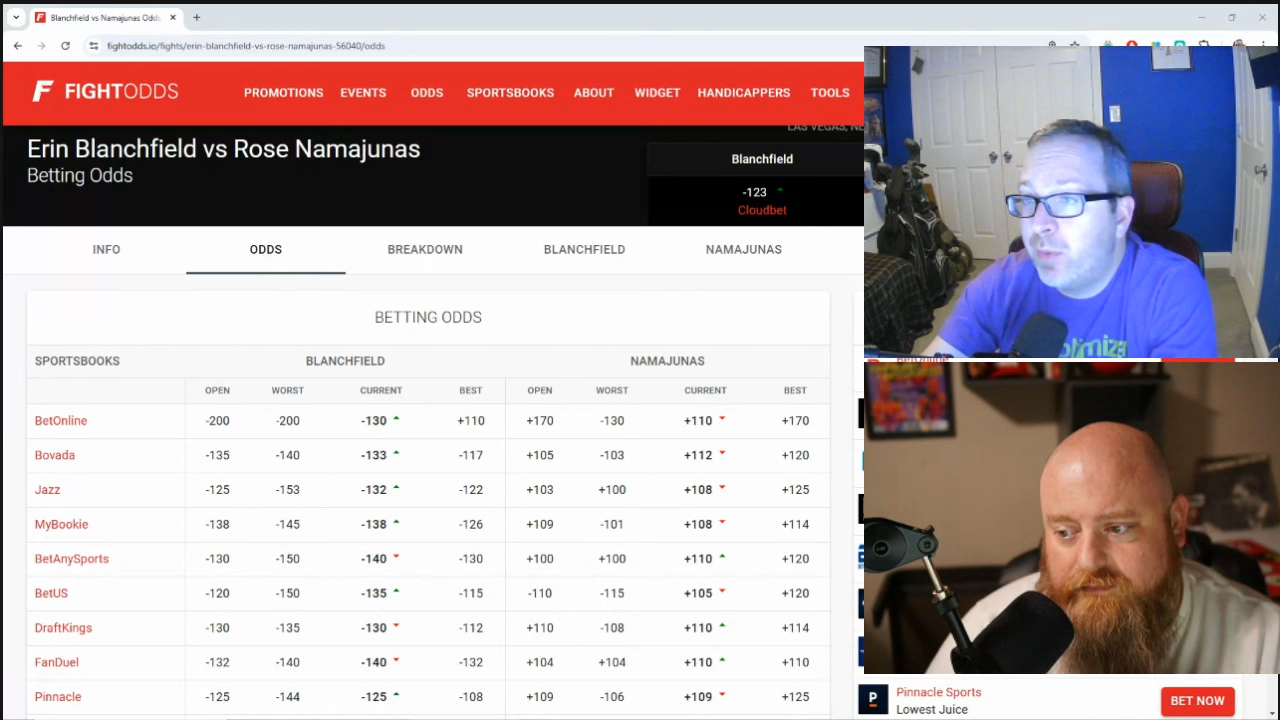 Blanchfield vs Namajunas Odds
fightodds.io/fights/erin-blanchfield-vs-rose-namajunas-56040/odds
FIGHTODDS
PROMOTIONS EVENTS ODDS SPORTSBOOKS ABOUT WIDGET HANDICAPPERS TOOLS
LAS VEGAS, NE
Erin Blanchfield vs Rose Namajunas
Betting Odds
Blanchfield
-123
Cloudbet
INFO ODDS BREAKDOWN BLANCHFIELD NAMAJUNAS
BETTING ODDS
SPORTSBOOKS BLANCHFIELD NAMAJUNAS
OPEN WORST CURRENT BEST OPEN WORST CURRENT BEST
BetOnline -200 -200 -130 +110 +170 -130 +110 +170
Bovada -135 -140 -133 -117 +105 -103 +112 +120
Jazz -125 -153 -132 -122 +103 +100 +108 +125
MyBookie -138 -145 -138 -126 +109 -101 +108 +114
BetAnySports -130 -150 -140 -130 +100 +100 +110 +120
BetUS -120 -150 -135 -115 -110 -115 +105 +120
DraftKings -130 -135 -130 -112 +110 -108 +110 +114
FanDuel -132 -140 -140 -132 +104 +104 +110 +110
Pinnacle -125 -144 -125 -108 +109 -106 +109 +125
optimize
BetOnline
Pinnacle Sports
Lowest Juice
BET NOW